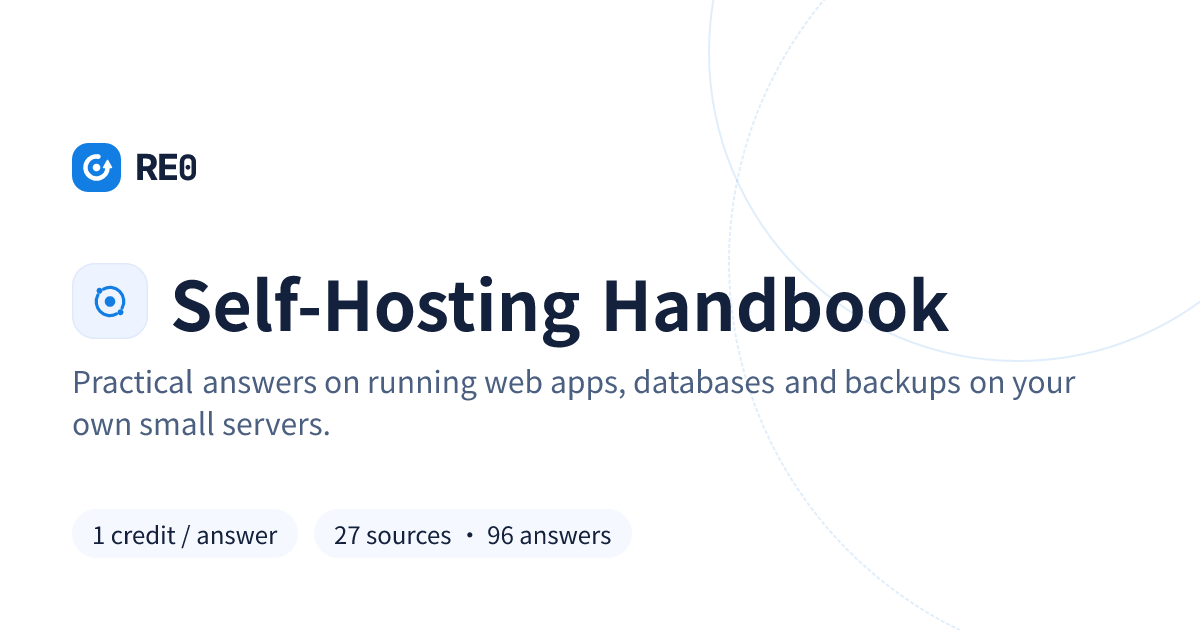 RE0
Self-Hosting Handbook
Practical answers on running web apps, databases and backups on your
own small servers.
1 credit / answer
27 sources • 96 answers